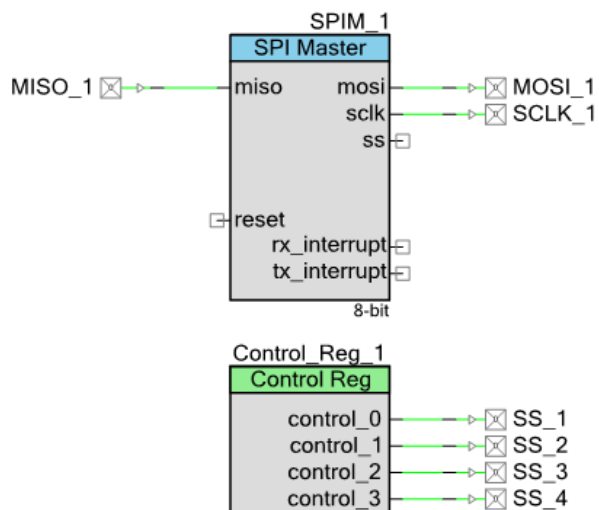 SPIM_1
SPI Master
MISO_1 miso mosi MOSI_1
sclk SCLK_1
ss
reset
rx_interrupt
tx_interrupt
8-bit
Control_Reg_1
Control Reg
control_0 SS_1
control_1 SS_2
control_2 SS_3
control_3 SS_4